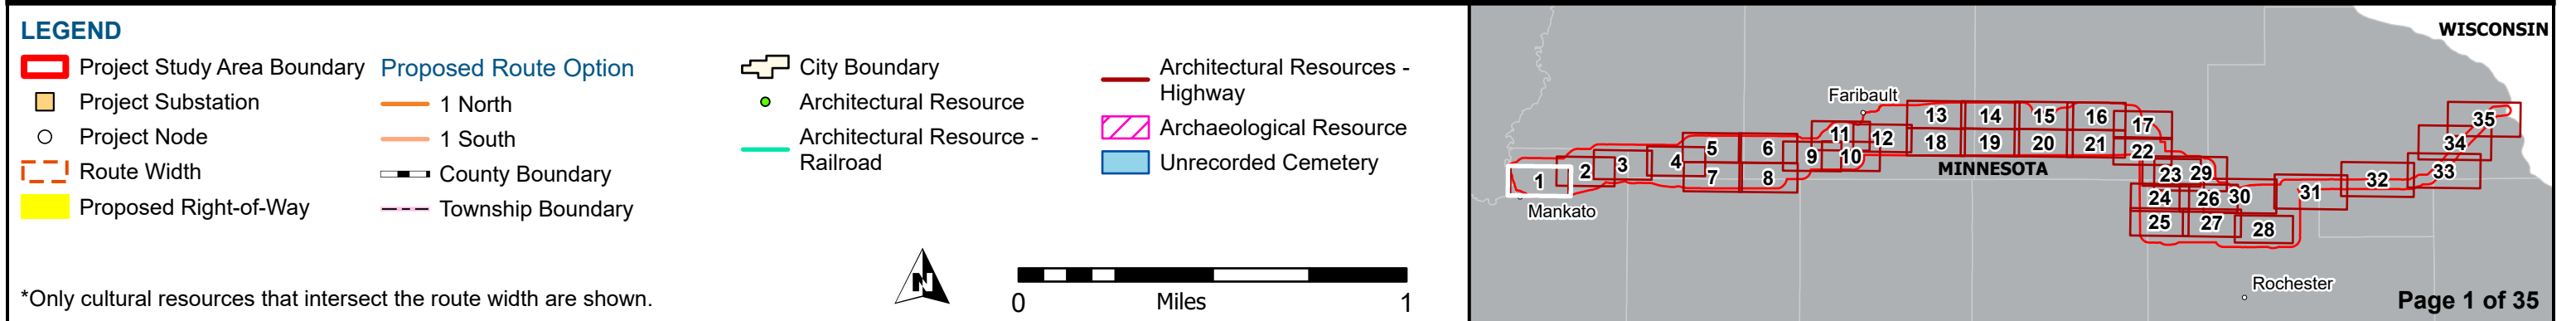 LEGEND
Project Study Area Boundary
Project Substation
Project Node
Route Width
Proposed Right-of-Way
Proposed Route Option
1 North
1 South
County Boundary
Township Boundary
City Boundary
Architectural Resource
Architectural Resource -
Railroad
Architectural Resources -
Highway
Archaeological Resource
Unrecorded Cemetery
*Only cultural resources that intersect the route width are shown.
N
0 Miles 1
WISCONSIN
Faribault
MINNESOTA
Mankato
Rochester
1
2
3
4
5
6
7
8
9
10
11
12
13
14
15
16
17
18
19
20
21
22
23
29
24
26
30
25
27
28
31
32
33
34
35
Page 1 of 35